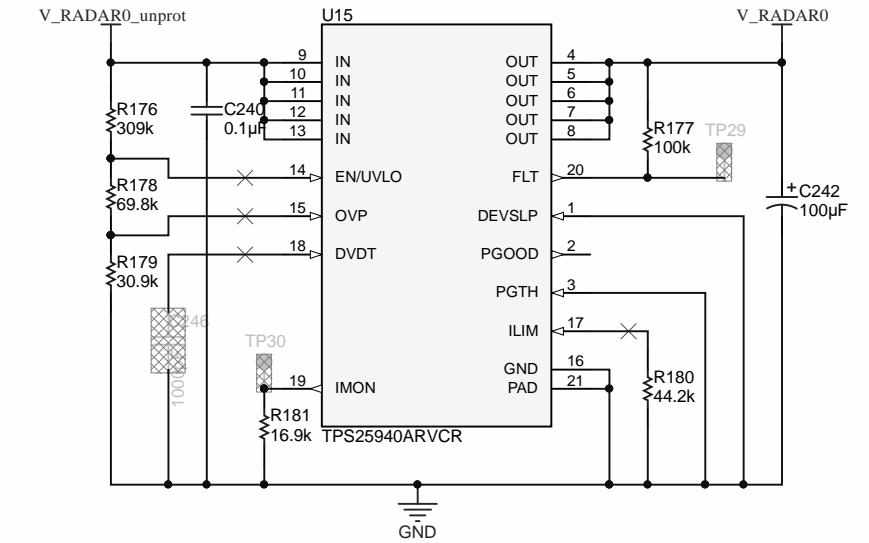 V_RADAR0_unprot
U15
V_RADAR0
9 IN OUT 4
10 IN OUT 5
11 IN OUT 6
12 IN OUT 7
13 IN OUT 8
R176
309k
C240
0.1µF
R177
100k
TP29
14 EN/UVLO FLT 20
R178
69.8k
15 OVP DEVSLP 1
C242
100µF
+
18 DVDT PGOOD 2
R179
30.9k
PGTH 3
246
1000
ILIM 17
TP30
GND 16
19 IMON PAD 21
R180
44.2k
R181
16.9k
TPS25940ARVCR
GND